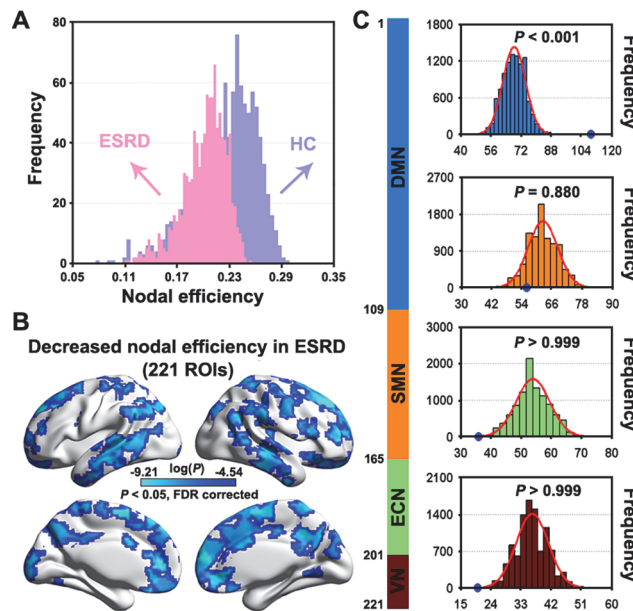 A
80
60
40
20
0
Frequency
ESRD
HC
0.05
0.11
0.17
0.23
0.29
0.35
Nodal efficiency
B
Decreased nodal efficiency in ESRD
(221 ROIs)
-9.21
log(P)
-4.54
P < 0.05, FDR corrected
C
1
DMN
109
SMN
165
ECN
201
VN
221
1800
1200
600
0
P < 0.001
40
56
72
88
104
120
Frequency
2700
1800
900
0
P = 0.880
30
42
54
66
78
90
Frequency
3000
2000
1000
0
P > 0.999
30
40
50
60
70
80
Frequency
2100
1400
700
0
P > 0.999
15
24
33
42
51
60
Frequency